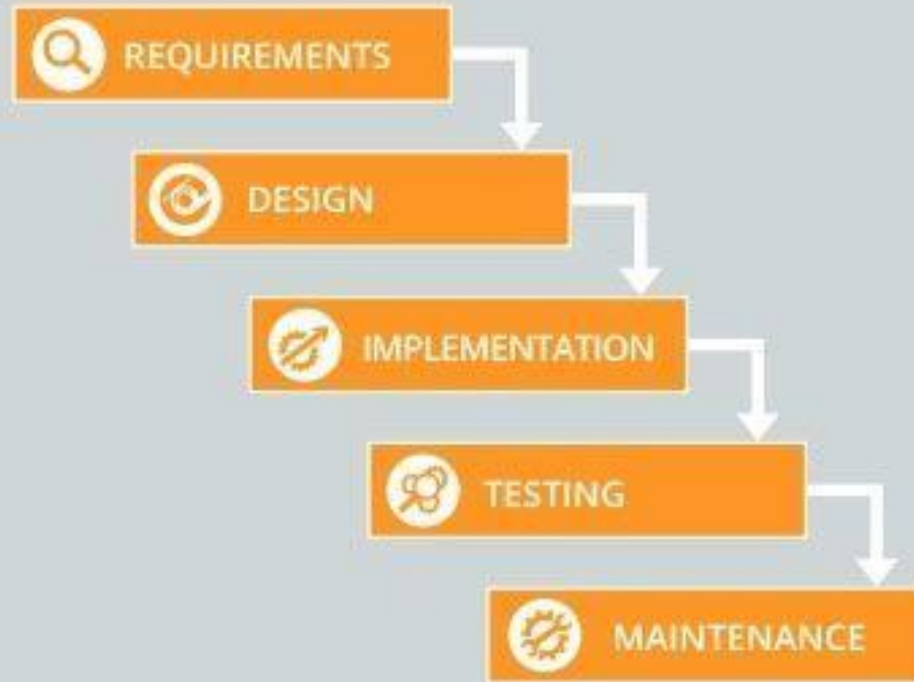 REQUIREMENTS
DESIGN
IMPLEMENTATION
TESTING
MAINTENANCE